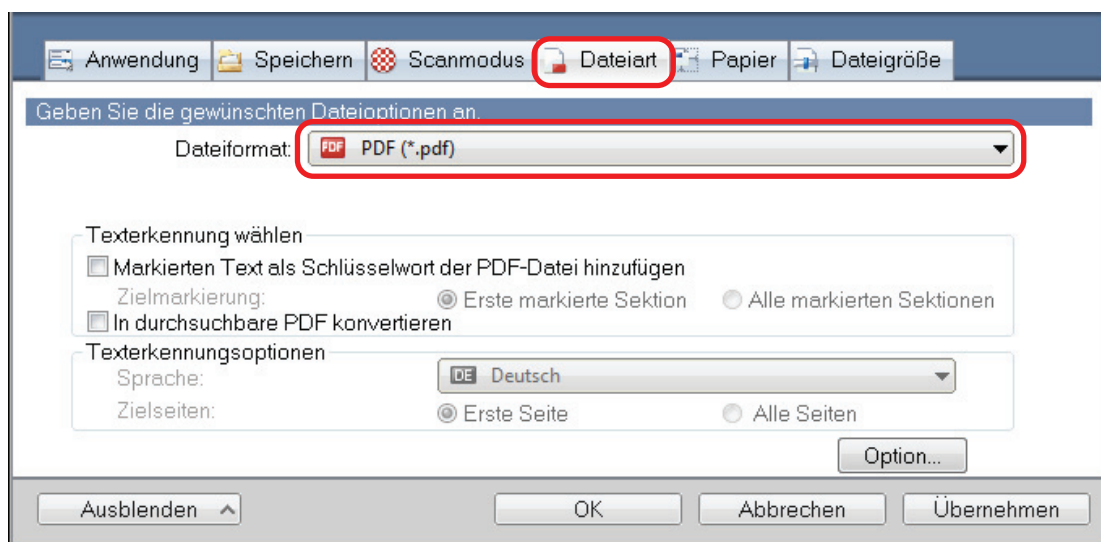 Anwendung Speichern Scanmodus Dateiart Papier Dateigröße
Geben Sie die gewünschten Dateioptionen an.
Dateiformat: PDF PDF (*.pdf)
Texterkennung wählen
Markierten Text als Schlüsselwort der PDF-Datei hinzufügen
Zielmarkierung: Erste markierte Sektion Alle markierten Sektionen
In durchsuchbare PDF konvertieren
Texterkennungsoptionen
Sprache: DE Deutsch
Zielseiten: Erste Seite Alle Seiten
Option...
Ausblenden OK Abbrechen Übernehmen